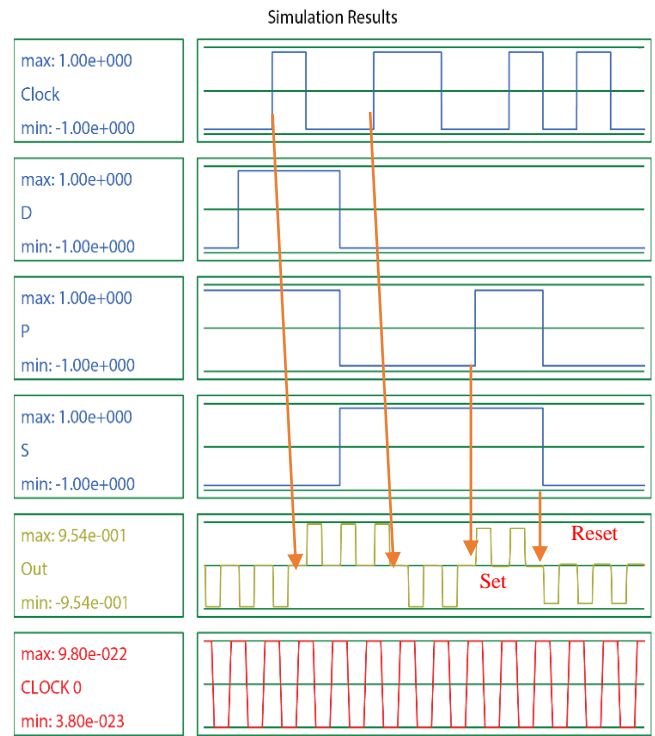 Simulation Results
max: 1.00e+000
Clock
min: -1.00e+000
max: 1.00e+000
D
min: -1.00e+000
max: 1.00e+000
P
min: -1.00e+000
max: 1.00e+000
S
min: -1.00e+000
max: 9.54e-001
Out
min: -9.54e-001
Reset
Set
max: 9.80e-022
CLOCK 0
min: 3.80e-023